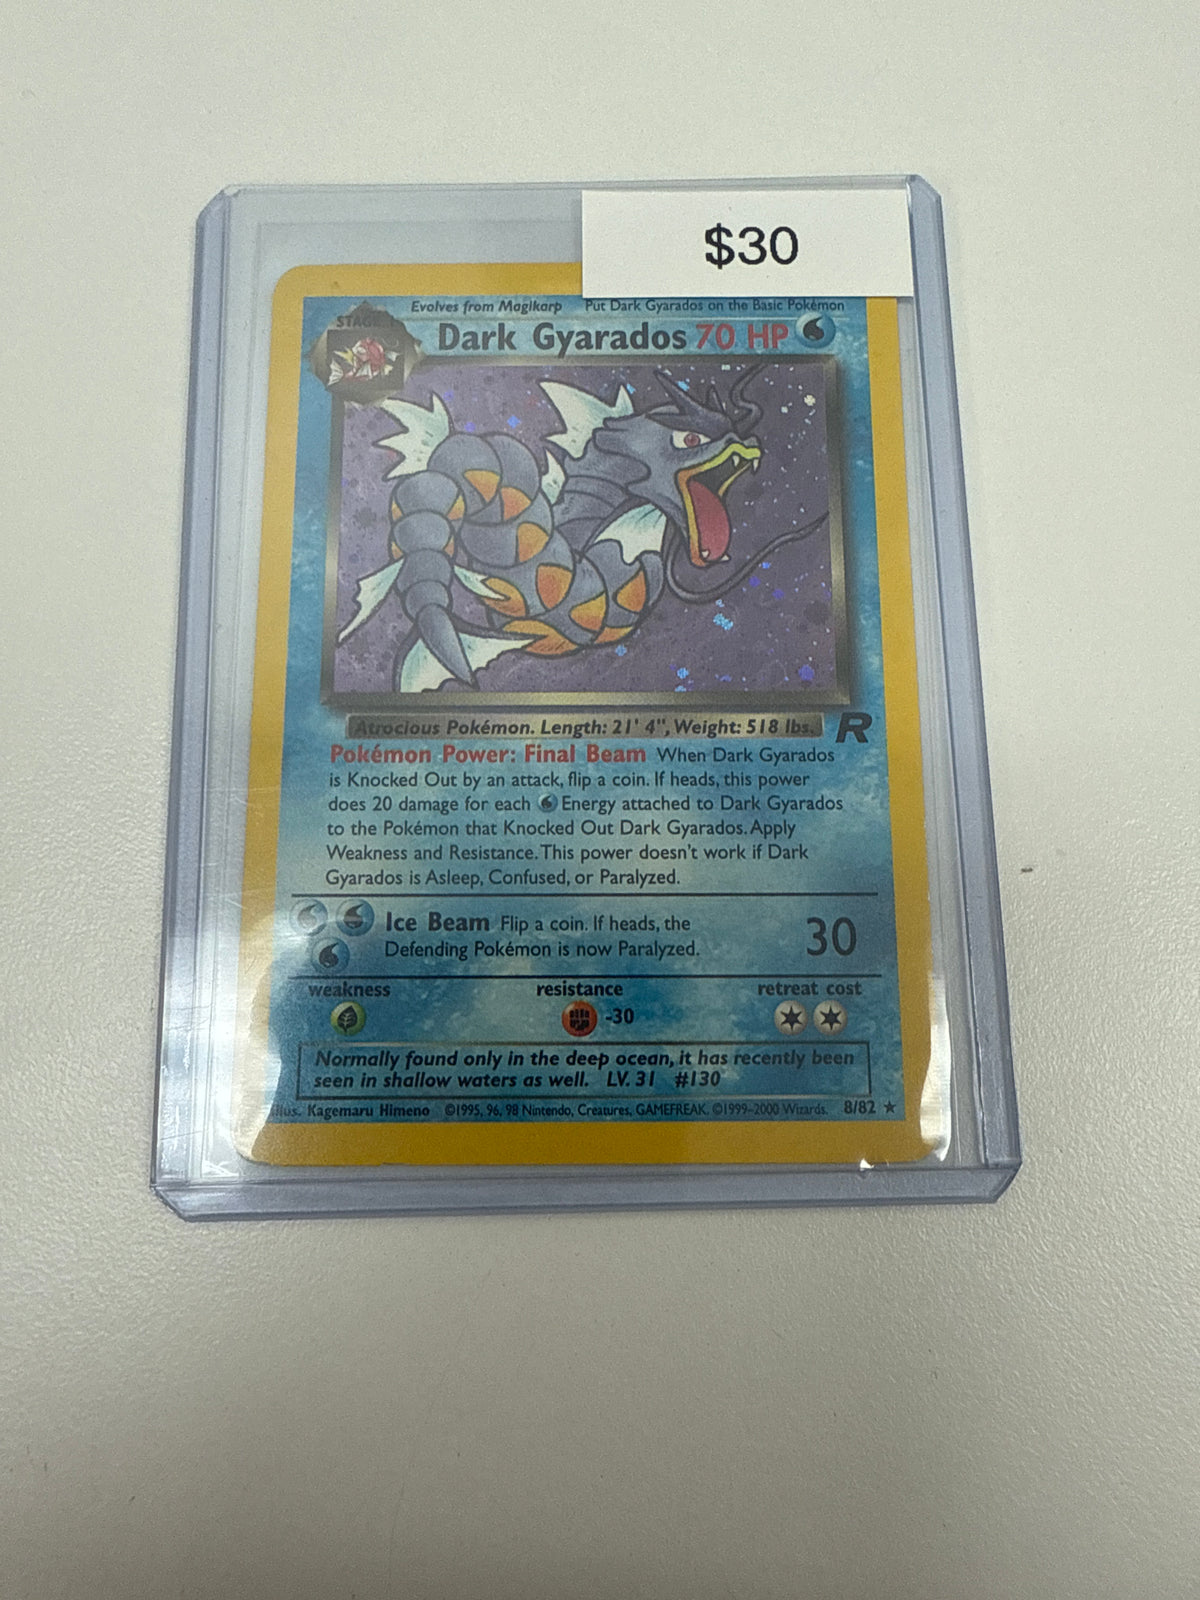 $30
Evolves from Magikarp Put Dark Gyarados on the Basic Pokémon
STAGE
Dark Gyarados 70 HP
Atrocious Pokémon. Length: 21' 4", Weight: 518 lbs.
R
Pokémon Power: Final Beam When Dark Gyarados
is Knocked Out by an attack, flip a coin. If heads, this power
does 20 damage for each Energy attached to Dark Gyarados
to the Pokémon that Knocked Out Dark Gyarados. Apply
Weakness and Resistance. This power doesn't work if Dark
Gyarados is Asleep, Confused, or Paralyzed.
Ice Beam Flip a coin. If heads, the 30
Defending Pokémon is now Paralyzed.
weakness resistance retreat cost
-30
Normally found only in the deep ocean, it has recently been
seen in shallow waters as well. LV. 31 #130
Illus. Kagemaru Himeno ©1995, 96, 98 Nintendo, Creatures, GAMEFREAK. ©1999–2000 Wizards. 8/82 ★